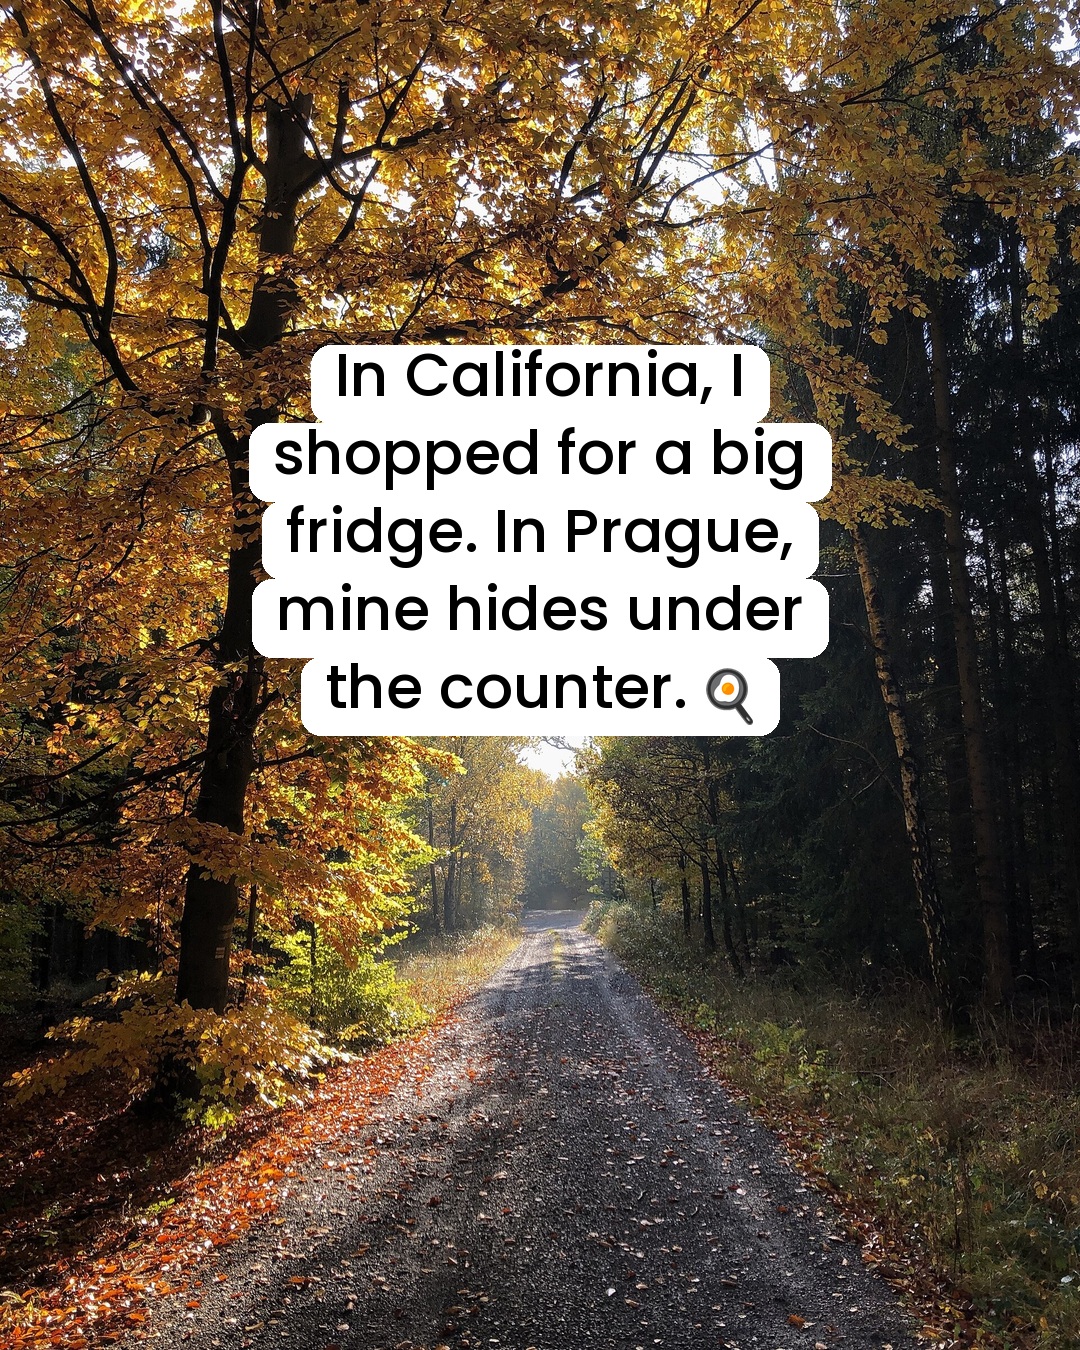 In California, I
shopped for a big
fridge. In Prague,
mine hides under
the counter. 🍳